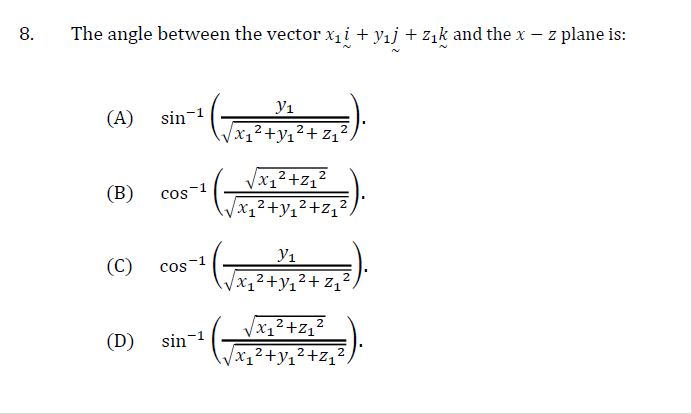 8. The angle between the vector x₁ḭ + y₁j̰ + z₁k̰ and the x − z plane is:
(A) sin⁻¹ (y₁ / √(x₁²+y₁²+ z₁²)).
(B) cos⁻¹ (√(x₁²+z₁²) / √(x₁²+y₁²+z₁²)).
(C) cos⁻¹ (y₁ / √(x₁²+y₁²+ z₁²)).
(D) sin⁻¹ (√(x₁²+z₁²) / √(x₁²+y₁²+z₁²)).